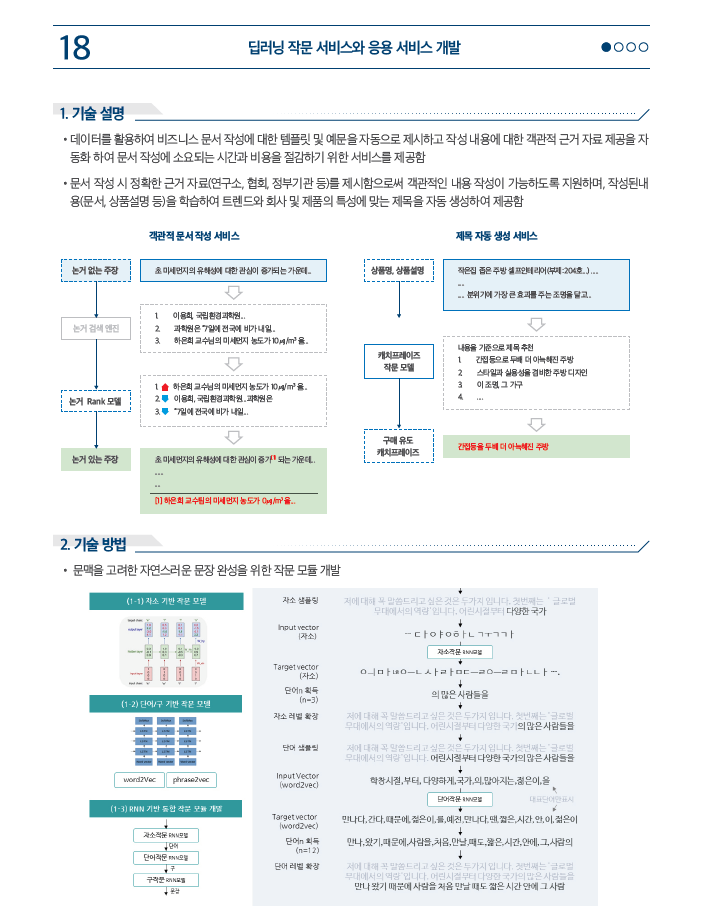 18
딥러닝 작문 서비스와 응용 서비스 개발
1. 기술 설명
• 데이터를 활용하여 비즈니스 문서 작성에 대한 템플릿 및 예문을 자동으로 제시하고 작성 내용에 대한 객관적 근거 자료 제공을 자
동화 하여 문서 작성에 소요되는 시간과 비용을 절감하기 위한 서비스를 제공함
• 문서 작성 시 정확한 근거 자료(연구소, 협회, 정부기관 등)를 제시함으로써 객관적인 내용 작성이 가능하도록 지원하며, 작성된내
용(문서, 상품설명 등)을 학습하여 트렌드와 회사 및 제품의 특성에 맞는 제목을 자동 생성하여 제공함
객관적 문서 작성 서비스
논거 없는 주장
초 미세먼지의 유해성에 대한 관심이 증가되는 가운데..
논거 검색 엔진
1. 이용희, 국립환경과학원...
2. 과학원은 "7일에 전국에 비가 내일...
3. 하은희 교수님의 미세먼지 농도가 10㎍/m³ 올...
논거 Rank 모델
1. 하은희 교수님의 미세먼지 농도가 10㎍/m³ 올...
2. 이용희, 국립환경과학원..과학원은
3. "7일에 전국에 비가 내일...
논거 있는 주장
초 미세먼지의 유해성에 대한 관심이 증가[1] 되는 가운데..
....
..
[1] 하은희 교수팀의 미세먼지 농도가 0㎍/m³ 올...
제목 자동 생성 서비스
상품명, 상품설명
작은집 좁은 주방 셀프인테리어(부제:204호...) ....
...
.... 분위기에 가장 큰 효과를 주는 조명을 달고...
캐치프레이즈
작문 모델
내용을 기준으로 제목 추천
1. 간접등으로 두배 더 아늑해진 주방
2. 스타일과 실용성을 겸비한 주방 디자인
3 이 조명, 그 가구
4. ...
구매 유도
캐치프레이즈
간접등을 두배 더 아늑해진 주방
2. 기술 방법
• 문맥을 고려한 자연스러운 문장 완성을 위한 작문 모듈 개발
(1-1) 자소 기반 작문 모델
(1-2) 단어/구 기반 작문 모델
word2Vec
phrase2vec
(1-3) RNN 기반 통합 작문 모듈 개발
자소작문 RNN모델
단어
단어작문 RNN모델
구
구작문 RNN모델
문장
자소 샘플링
저에 대해 꼭 말씀드리고 싶은 것은 두가지 입니다. 첫번째는 " 글로벌
무대에서의 역량"입니다. 어린시절부터 다양한 국가
Input vector
(자소)
ㅡ ㄷㅏㅇㅑㅇㅎㅏㄴㄱㅜㄱㄱㅏ
자소작문 RNN모델
Target vector
(자소)
단어n 획득
(n=3)
의 많은 사람들을
자소 레벨 확장
저에 대해 꼭 말씀드리고 싶은 것은 두가지 입니다. 첫번째는 "글로벌
무대에서의 역량"입니다. 어린시절부터 다양한 국가의 많은 사람들을
단어 샘플링
저에 대해 꼭 말씀드리고 싶은 것은 두가지 입니다. 첫번째는 "글로벌
무대에서의 역량"입니다. 어린시절부터 다양한 국가의 많은 사람들을
Input Vector
(word2vec)
학창시절,부터, 다양하게,국가,의,많아지는,젊은이,을
단어작문 RNN모델
대표단어만표시
Target vector
(word2vec)
만나다,간다,때문에,젊은이,를,예전,만나다,땐,짧은,시간,안,이,젊은이
단어n 획득
(n=12)
만나,왔기,때문에,사람을,처음,만날,때도,짧은,시간,안에,그,사람의
단어 레벨 확장
저에 대해 꼭 말씀드리고 싶은 것은 두가지 입니다. 첫번째는 "글로벌
무대에서의 역량"입니다. 어린시절부터 다양한 국가의 많은 사람들을
만나 왔기 때문에 사람을 처음 만날 때도 짧은 시간 안에 그 사람